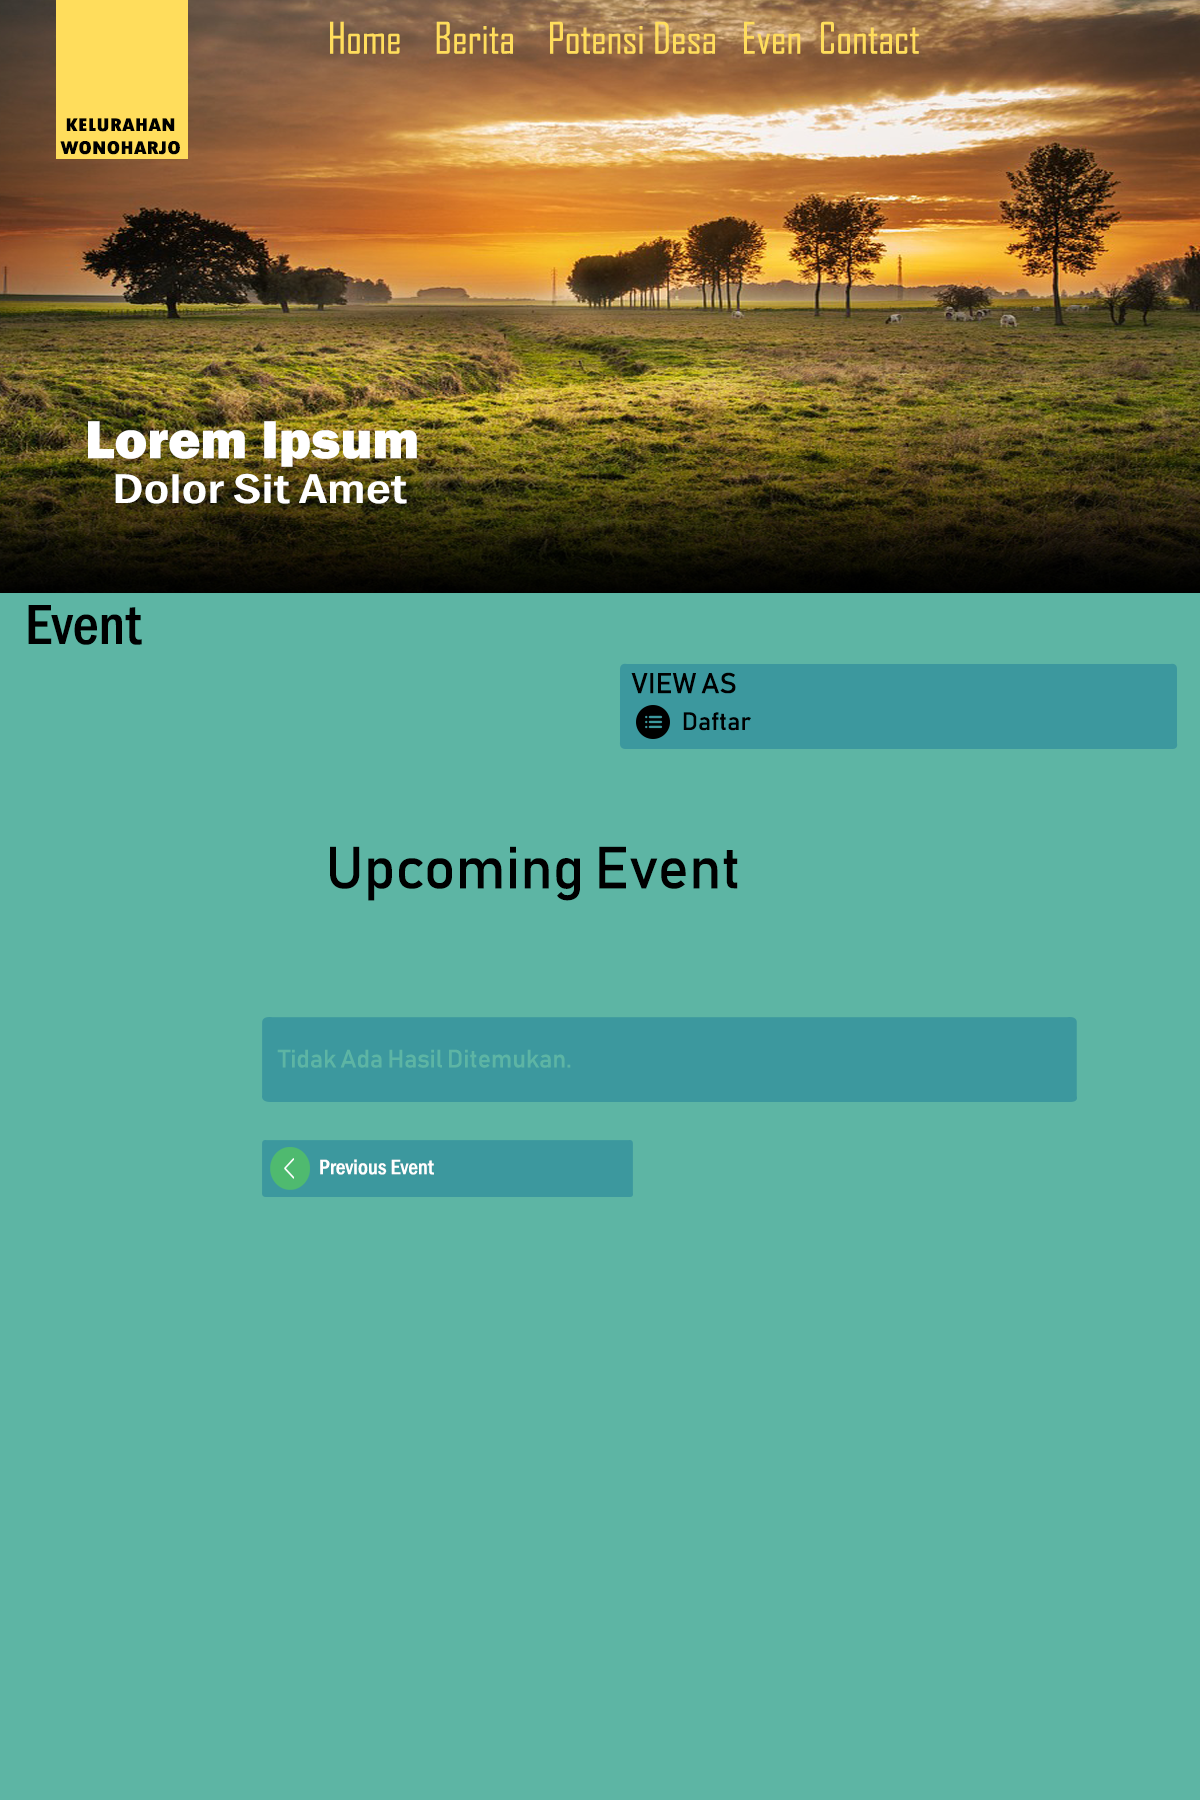 Home Berita Potensi Desa Even Contact
KELURAHAN
WONOHARJO
Lorem Ipsum
Dolor Sit Amet
Event
VIEW AS
Daftar
Upcoming Event
Tidak Ada Hasil Ditemukan.
Previous Event